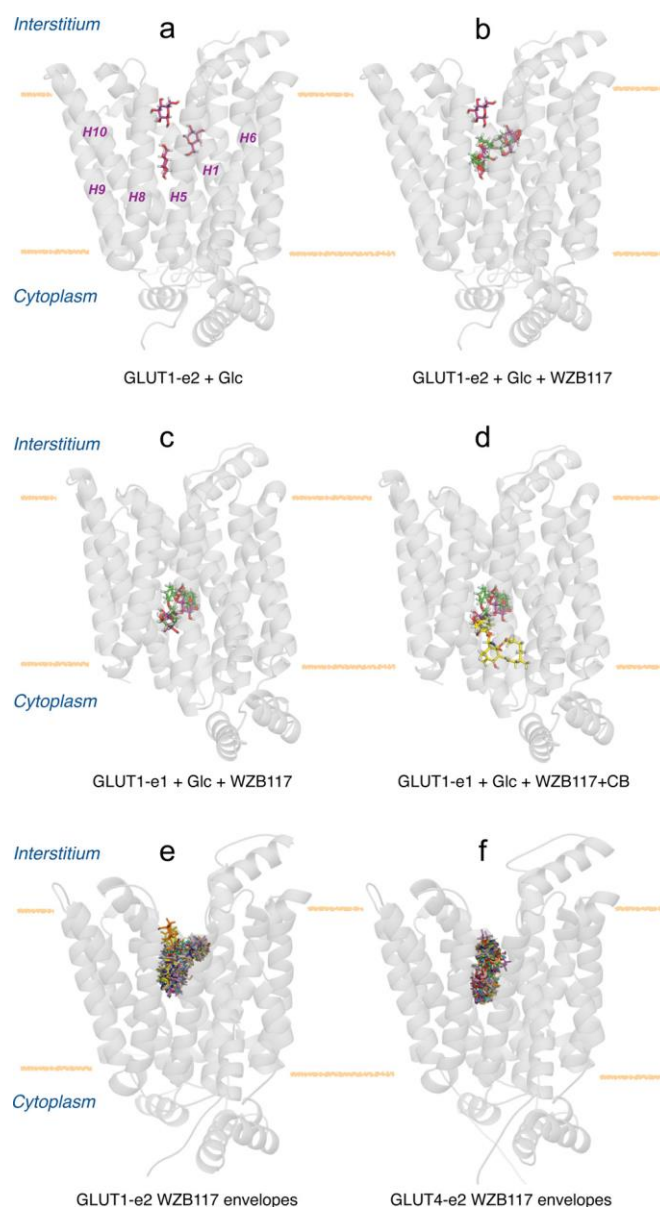 Interstitium
a
b
H10
H6
H1
H9
H8
H5
Cytoplasm
GLUT1-e2 + Glc
GLUT1-e2 + Glc + WZB117
Interstitium
c
d
Cytoplasm
GLUT1-e1 + Glc + WZB117
GLUT1-e1 + Glc + WZB117+CB
Interstitium
e
f
Cytoplasm
GLUT1-e2 WZB117 envelopes
GLUT4-e2 WZB117 envelopes